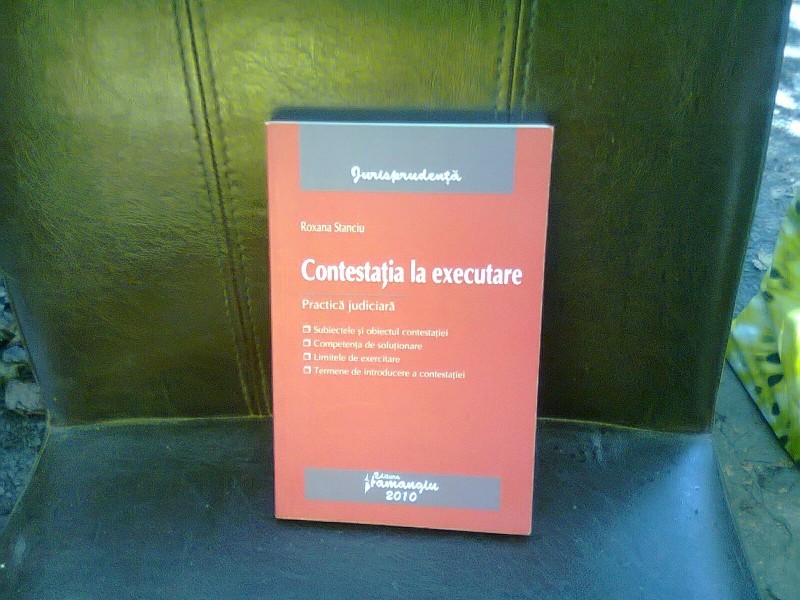 Jurisprudență
Roxana Stanciu
Contestația la executare
Practică judiciară
❒ Subiectele și obiectul contestației
❒ Competența de soluționare
❒ Limitele de exercitare
❒ Termene de introducere a contestației
Editura
Hamangiu
2010